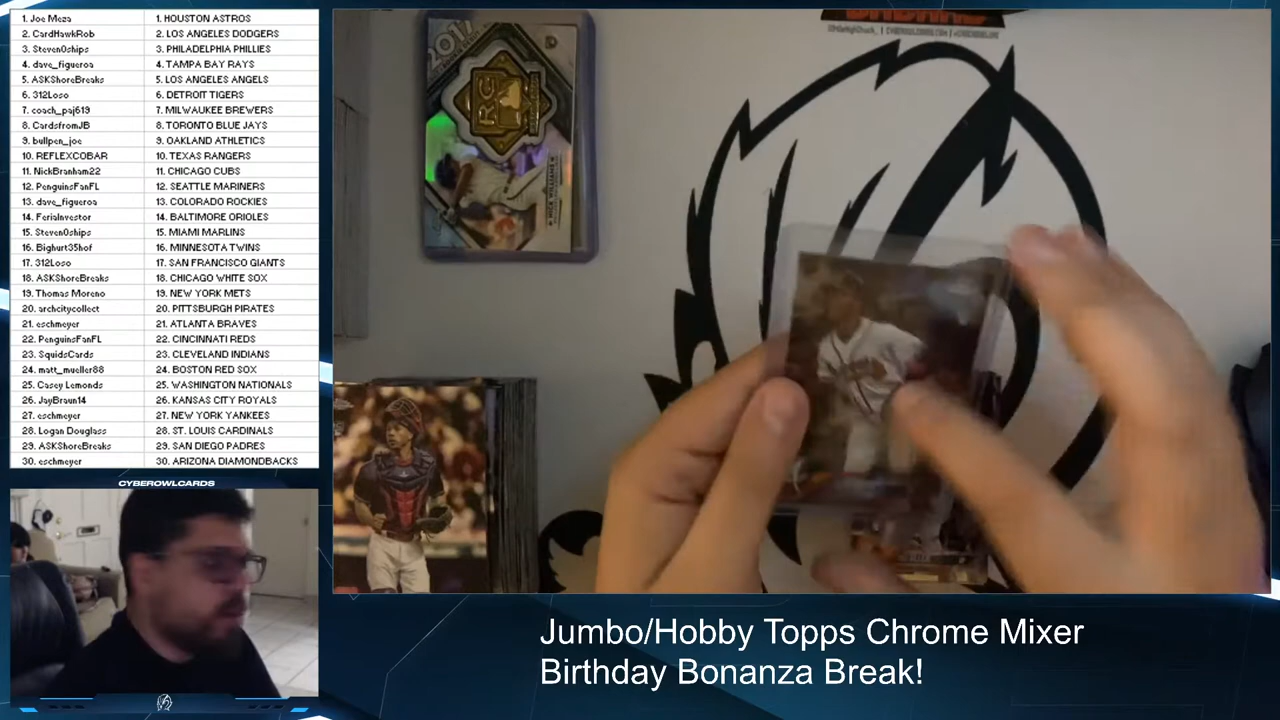 1. Joe Meza 1. HOUSTON ASTROS
2. CardHawkRob 2. LOS ANGELES DODGERS
3. Steven0ships 3. PHILADELPHIA PHILLIES
4. dave_figueroa 4. TAMPA BAY RAYS
5. ASKShoreBreaks 5. LOS ANGELES ANGELS
6. 312Loso 6. DETROIT TIGERS
7. coach_paj619 7. MILWAUKEE BREWERS
8. CardsfromJB 8. TORONTO BLUE JAYS
9. bullpen_joe 9. OAKLAND ATHLETICS
10. REFLEXCOBAR 10. TEXAS RANGERS
11. NickBranham22 11. CHICAGO CUBS
12. PenguinsFanFL 12. SEATTLE MARINERS
13. dave_figueroa 13. COLORADO ROCKIES
14. FeriaInvestor 14. BALTIMORE ORIOLES
15. Steven0ships 15. MIAMI MARLINS
16. Bighurt35hof 16. MINNESOTA TWINS
17. 312Loso 17. SAN FRANCISCO GIANTS
18. ASKShoreBreaks 18. CHICAGO WHITE SOX
19. Thomas Moreno 19. NEW YORK METS
20. archcitycollect 20. PITTSBURGH PIRATES
21. eschmeyer 21. ATLANTA BRAVES
22. PenguinsFanFL 22. CINCINNATI REDS
23. SquidsCards 23. CLEVELAND INDIANS
24. matt_mueller88 24. BOSTON RED SOX
25. Casey Lemonds 25. WASHINGTON NATIONALS
26. JayBraun14 26. KANSAS CITY ROYALS
27. eschmeyer 27. NEW YORK YANKEES
28. Logan Douglass 28. ST. LOUIS CARDINALS
29. ASKShoreBreaks 29. SAN DIEGO PADRES
30. eschmeyer 30. ARIZONA DIAMONDBACKS
CYBEROWLCARDS
2017
RC
NICK WILLIAMS
Jumbo/Hobby Topps Chrome Mixer
Birthday Bonanza Break!